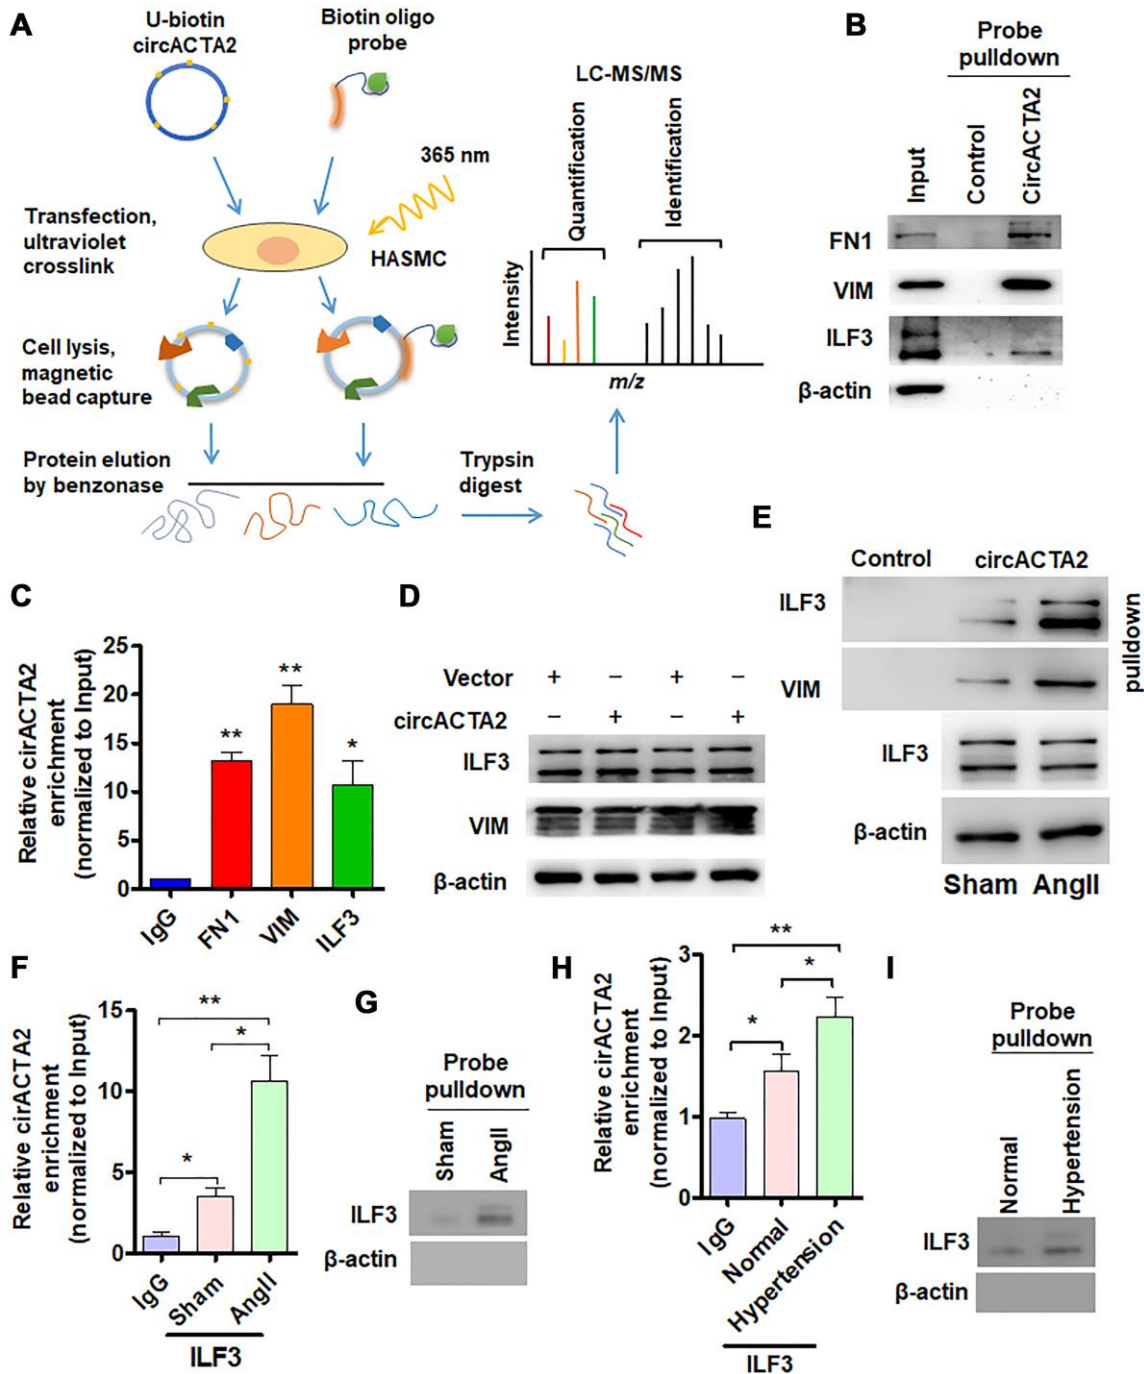 A
U-biotin
circACTA2
Biotin oligo
probe
LC-MS/MS
365 nm
Quantification
Identification
Transfection,
ultraviolet
crosslink
HASMC
Intensity
m/z
Cell lysis,
magnetic
bead capture
Protein elution
by benzonase
Trypsin
digest
B
Probe
pulldown
Input
Control
CircACTA2
FN1
VIM
ILF3
β-actin
C
Relative cirACTA2
enrichment
(normalized to Input)
25
20
15
10
5
0
**
**
*
IgG
FN1
VIM
ILF3
D
Vector + − + −
circACTA2 − + − +
ILF3
VIM
β-actin
E
Control circACTA2
ILF3
VIM
pulldown
ILF3
β-actin
Sham AngII
F
Relative cirACTA2
enrichment
(normalized to Input)
15
10
5
0
**
*
*
IgG
Sham
AngII
ILF3
G
Probe
pulldown
Sham
AngII
ILF3
β-actin
H
Relative cirACTA2
enrichment
(normalized to Input)
3
2
1
0
**
*
*
IgG
Normal
Hypertension
ILF3
I
Probe
pulldown
Normal
Hypertension
ILF3
β-actin